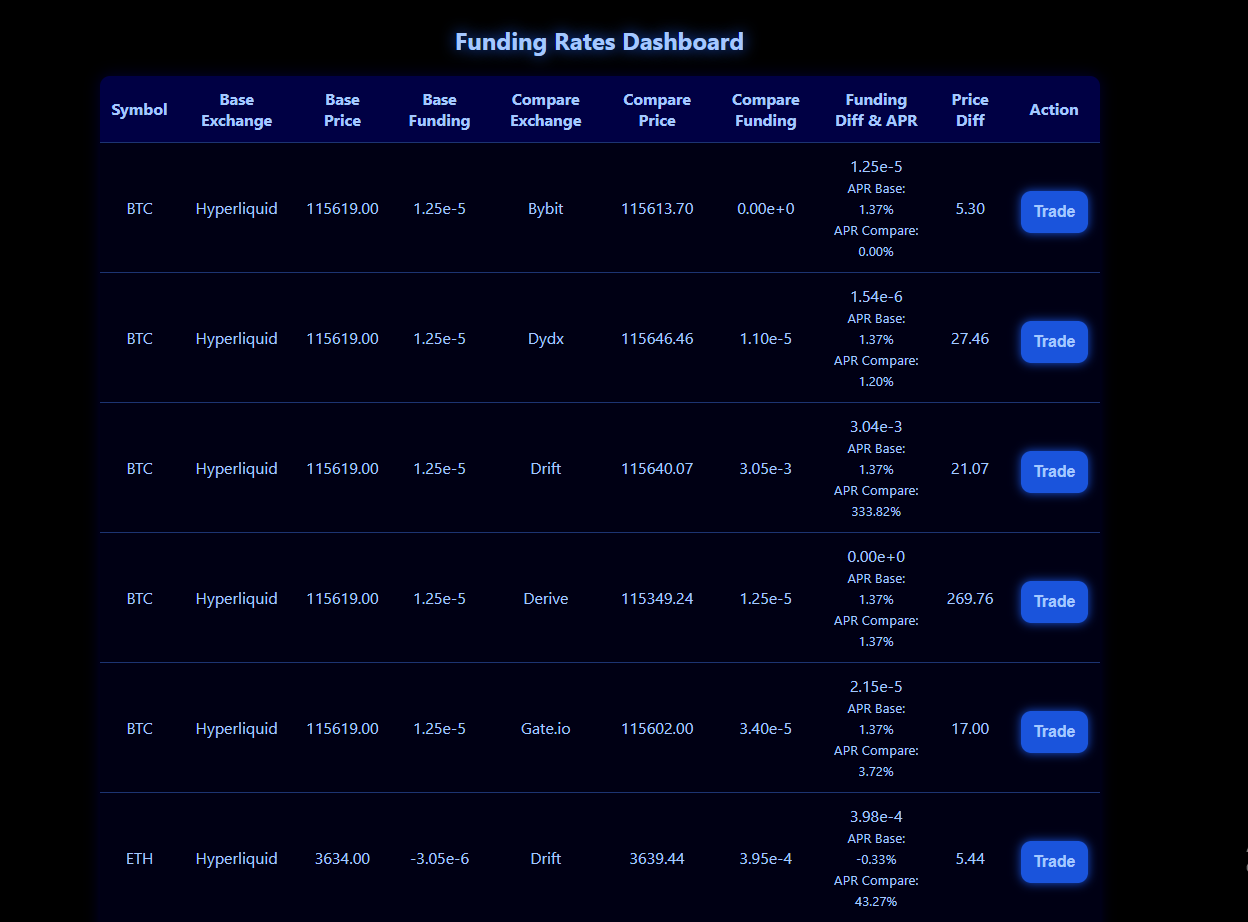 Funding Rates Dashboard
Symbol Base Exchange Base Price Base Funding Compare Exchange Compare Price Compare Funding Funding Diff & APR Price Diff Action
BTC Hyperliquid 115619.00 1.25e-5 Bybit 115613.70 0.00e+0 1.25e-5 APR Base: 1.37% APR Compare: 0.00% 5.30 Trade
BTC Hyperliquid 115619.00 1.25e-5 Dydx 115646.46 1.10e-5 1.54e-6 APR Base: 1.37% APR Compare: 1.20% 27.46 Trade
BTC Hyperliquid 115619.00 1.25e-5 Drift 115640.07 3.05e-3 3.04e-3 APR Base: 1.37% APR Compare: 333.82% 21.07 Trade
BTC Hyperliquid 115619.00 1.25e-5 Derive 115349.24 1.25e-5 0.00e+0 APR Base: 1.37% APR Compare: 1.37% 269.76 Trade
BTC Hyperliquid 115619.00 1.25e-5 Gate.io 115602.00 3.40e-5 2.15e-5 APR Base: 1.37% APR Compare: 3.72% 17.00 Trade
ETH Hyperliquid 3634.00 -3.05e-6 Drift 3639.44 3.95e-4 3.98e-4 APR Base: -0.33% APR Compare: 43.27% 5.44 Trade